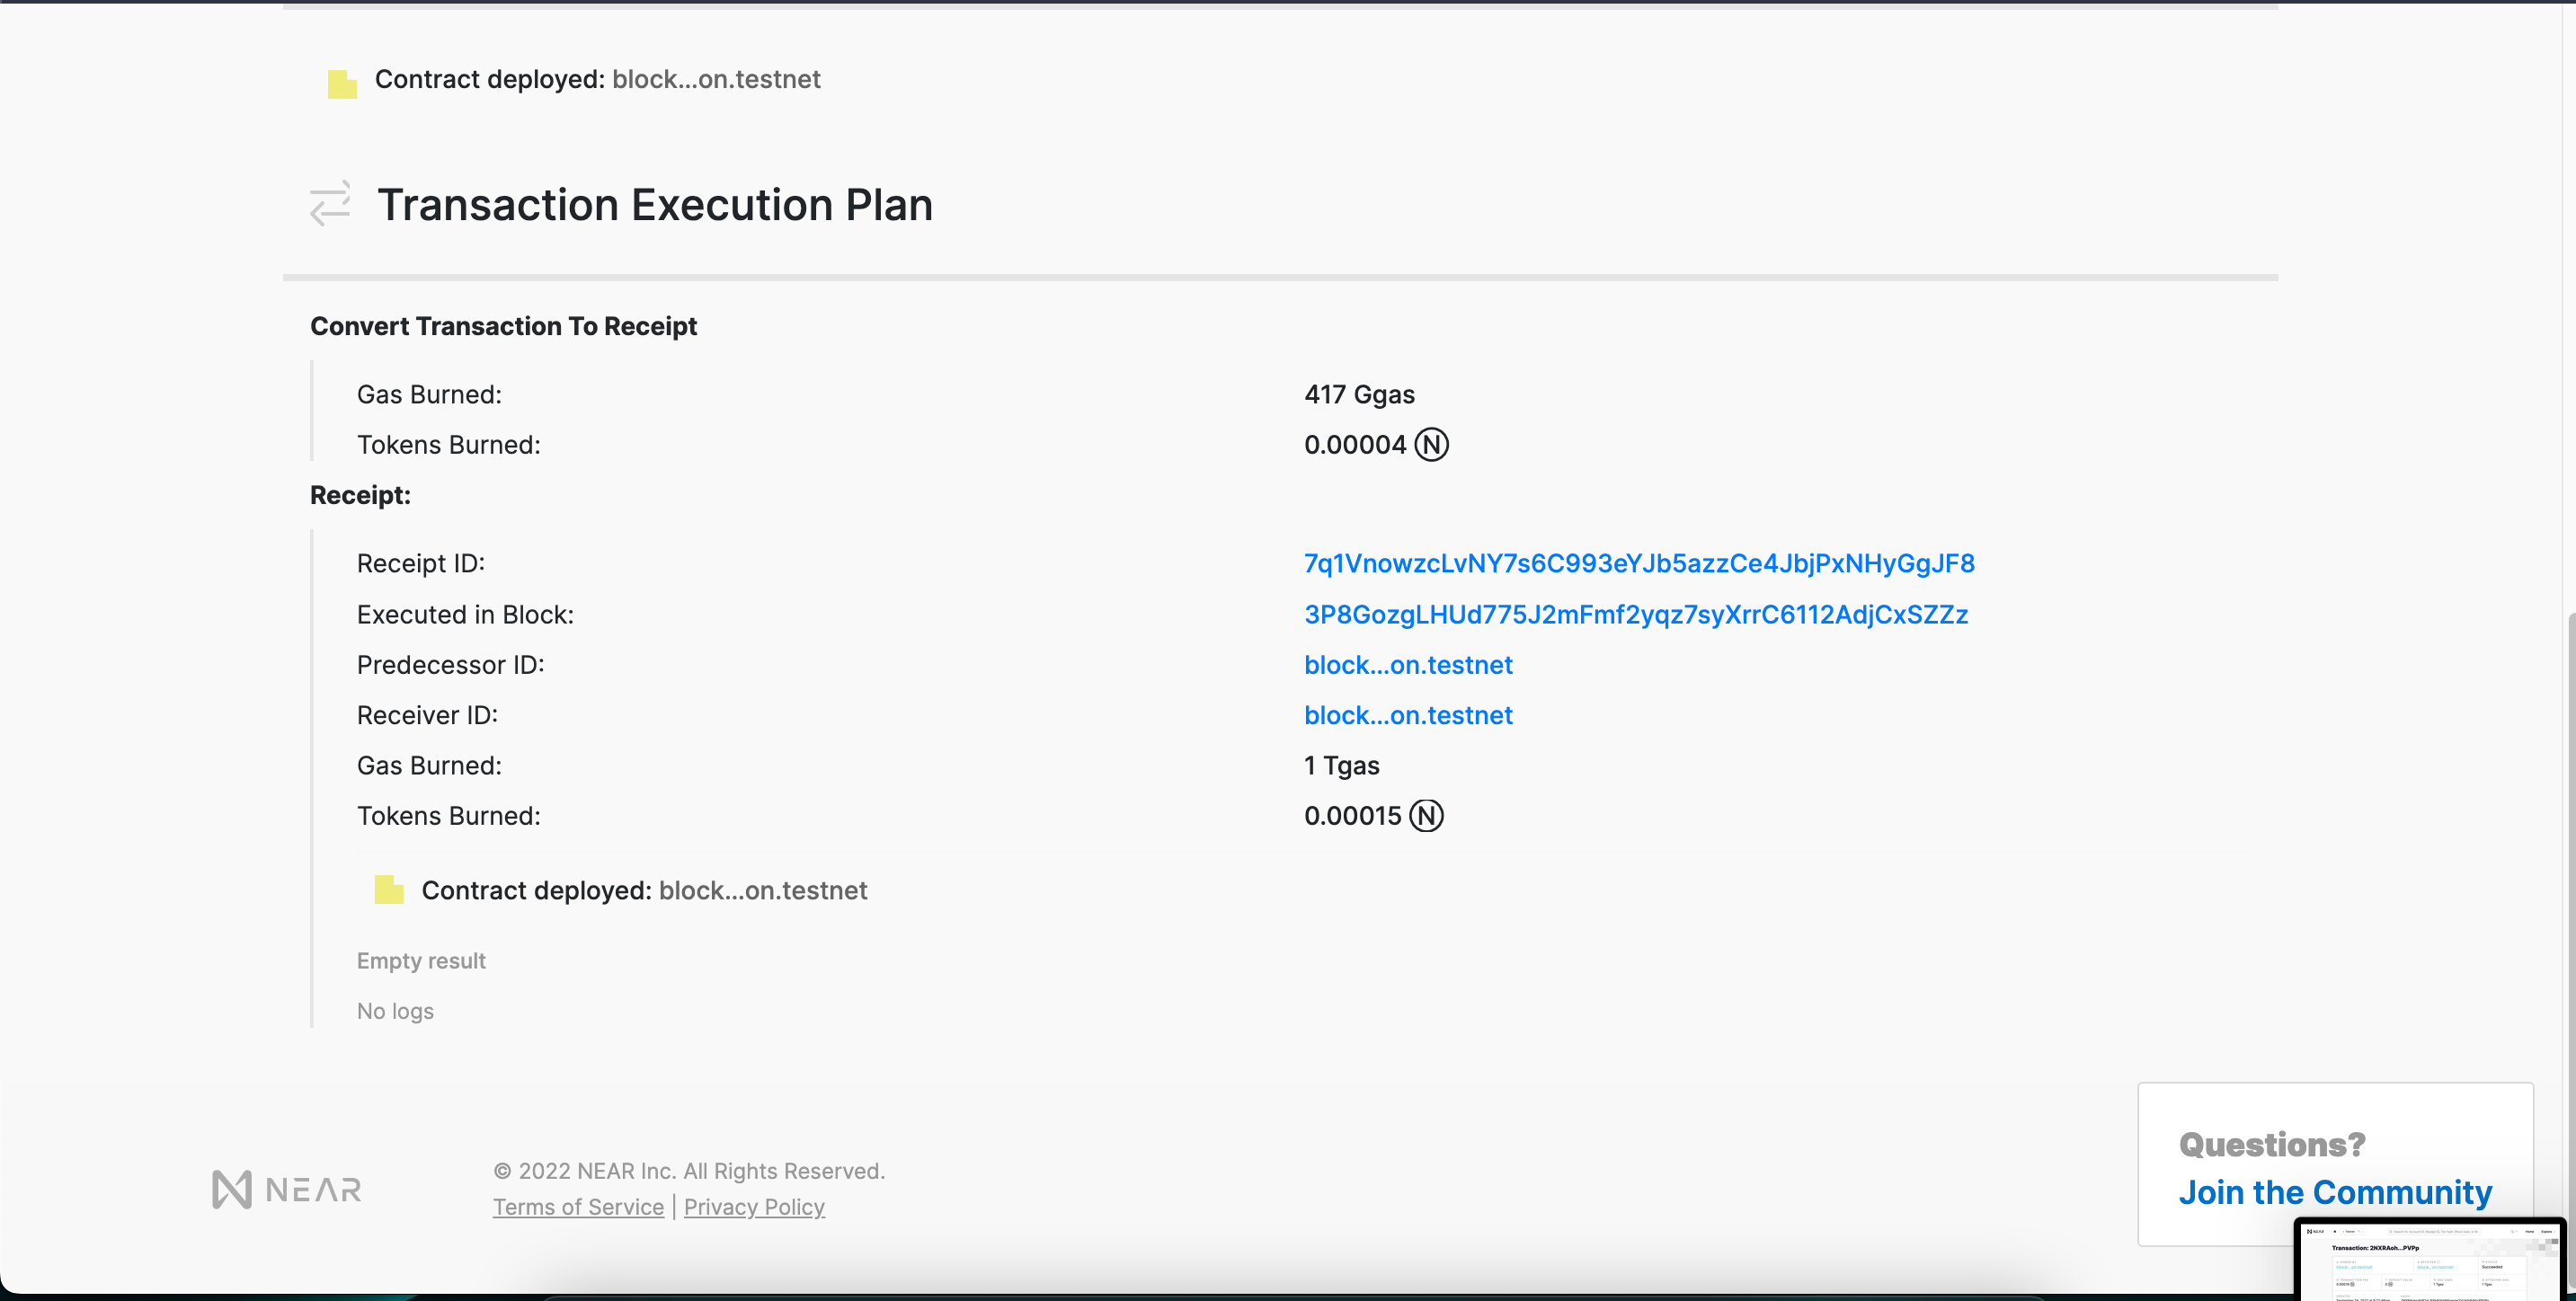 Contract deployed: block...on.testnet
Transaction Execution Plan
Convert Transaction To Receipt
Gas Burned: 417 Ggas
Tokens Burned: 0.00004 Ⓝ
Receipt:
Receipt ID: 7q1VnowzcLvNY7s6C993eYJb5azzCe4JbjPxNHyGgJF8
Executed in Block: 3P8GozgLHUd775J2mFmf2yqz7syXrrC6112AdjCxSZZz
Predecessor ID: block...on.testnet
Receiver ID: block...on.testnet
Gas Burned: 1 Tgas
Tokens Burned: 0.00015 Ⓝ
Contract deployed: block...on.testnet
Empty result
No logs
NEAR
© 2022 NEAR Inc. All Rights Reserved.
Terms of Service | Privacy Policy
Questions?
Join the Community
Transaction: 2NXRAoh...PVPp
Succeeded